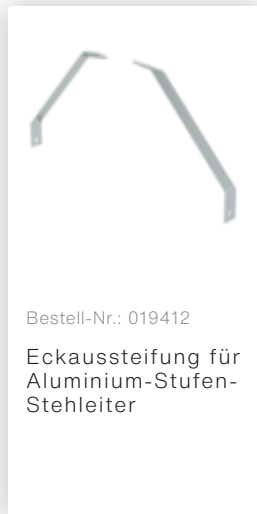 Bestell-Nr.: 019412
Eckaussteifung für
Aluminium-Stufen-
Stehleiter